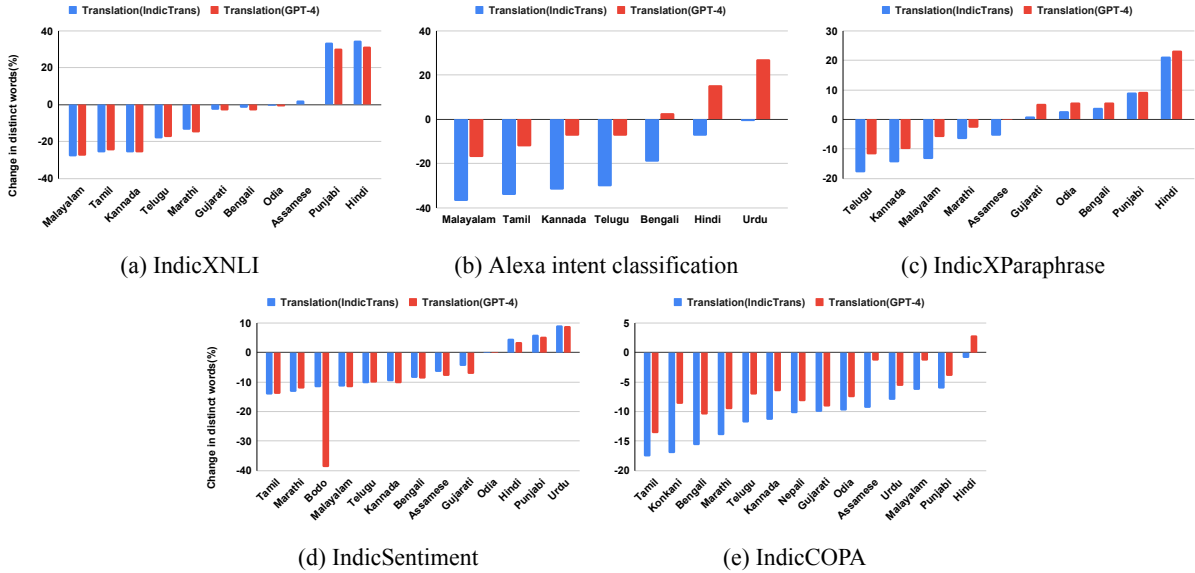 Translation(IndicTrans) Translation(GPT-4)
Change in distinct words(%)
40
20
0
-20
-40
Malayalam Tamil Kannada Telugu Marathi Gujarati Bengali Odia Assamese Punjabi Hindi
(a) IndicXNLI
Translation(IndicTrans) Translation(GPT-4)
40
20
0
-20
-40
Malayalam Tamil Kannada Telugu Bengali Hindi Urdu
(b) Alexa intent classification
Translation(IndicTrans) Translation(GPT-4)
30
20
10
0
-10
-20
Telugu Kannada Malayalam Marathi Assamese Gujarati Odia Bengali Punjabi Hindi
(c) IndicXParaphrase
Translation(IndicTrans) Translation(GPT-4)
Change in distinct words(%)
10
0
-10
-20
-30
-40
Tamil Marathi Bodo Malayalam Telugu Kannada Bengali Assamese Gujarati Odia Hindi Punjabi Urdu
(d) IndicSentiment
Translation(IndicTrans) Translation(GPT-4)
5
0
-5
-10
-15
-20
Tamil Konkani Bengali Marathi Telugu Kannada Nepali Gujarati Odia Assamese Urdu Malayalam Punjabi Hindi
(e) IndicCOPA